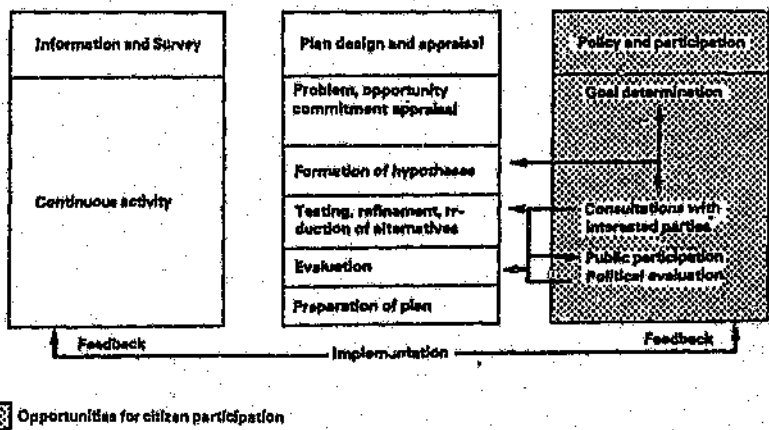 Information and Survey
Continuous activity
Plan design and appraisal
Problem, opportunity
commitment appraisal
Formation of hypotheses
Testing, refinement, re-
duction of alternatives
Evaluation
Preparation of plan
Policy and participation
Goal determination
Consultations with
interested parties
Public participation
Political evaluation
Feedback
Implementation
Feedback
Opportunities for citizen participation